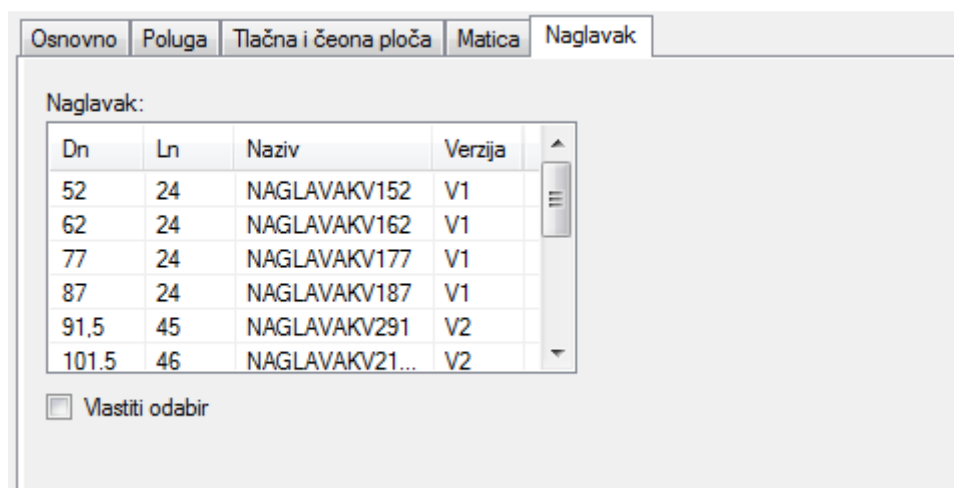 Osnovno Poluga Tlačna i čeona ploča Matica Naglavak
Naglavak:
Dn Ln Naziv Verzija
52 24 NAGLAVAKV152 V1
62 24 NAGLAVAKV162 V1
77 24 NAGLAVAKV177 V1
87 24 NAGLAVAKV187 V1
91,5 45 NAGLAVAKV291 V2
101.5 46 NAGLAVAKV21... V2
Vlastiti odabir